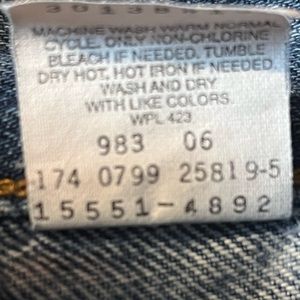 MACHINE WASH WARM NORMAL
CYCLE. ONLY NON-CHLORINE
BLEACH IF NEEDED. TUMBLE
DRY HOT. HOT IRON IF NEEDED.
WASH AND DRY
WITH LIKE COLORS.
WPL 423
983 06
174 0799 25819-5
15551-4892